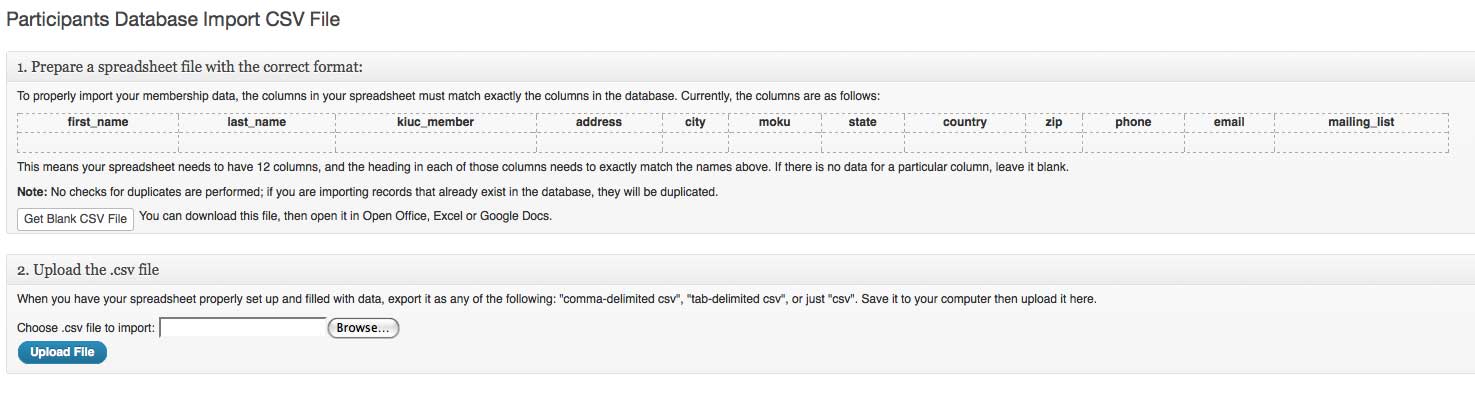 Participants Database Import CSV File
1. Prepare a spreadsheet file with the correct format:
To properly import your membership data, the columns in your spreadsheet must match exactly the columns in the database. Currently, the columns are as follows:
first_name last_name kiuc_member address city moku state country zip phone email mailing_list
This means your spreadsheet needs to have 12 columns, and the heading in each of those columns needs to exactly match the names above. If there is no data for a particular column, leave it blank.
Note: No checks for duplicates are performed; if you are importing records that already exist in the database, they will be duplicated.
Get Blank CSV File You can download this file, then open it in Open Office, Excel or Google Docs.
2. Upload the .csv file
When you have your spreadsheet properly set up and filled with data, export it as any of the following: "comma-delimited csv", "tab-delimited csv", or just "csv". Save it to your computer then upload it here.
Choose .csv file to import: Browse...
Upload File